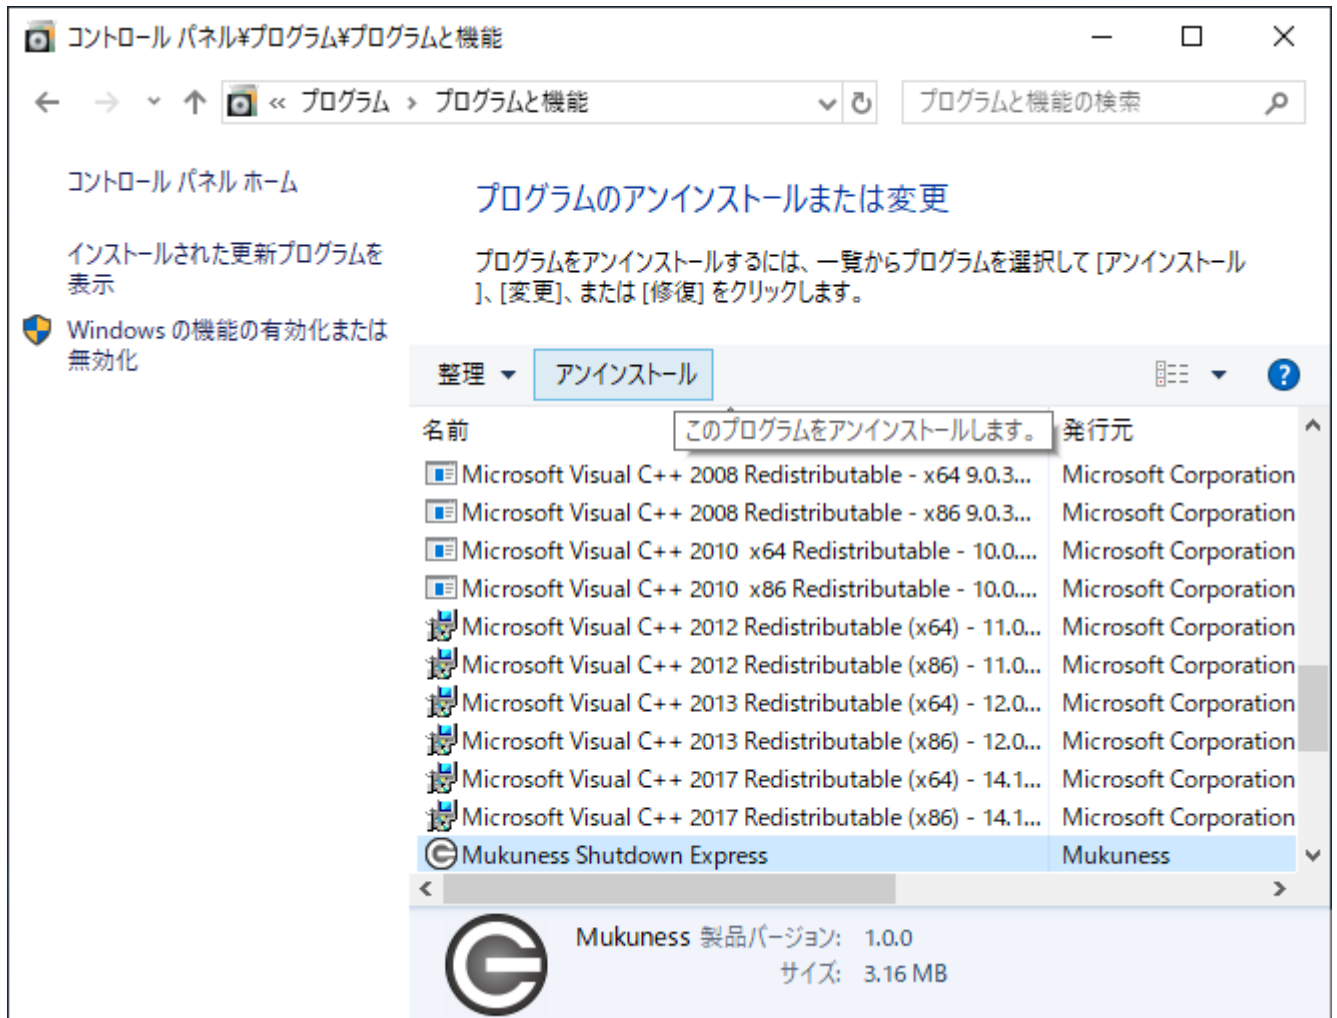 コントロール パネル¥プログラム¥プログラムと機能
« プログラム › プログラムと機能
プログラムと機能の検索
コントロール パネル ホーム
インストールされた更新プログラムを
表示
Windows の機能の有効化または
無効化
プログラムのアンインストールまたは変更
プログラムをアンインストールするには、一覧からプログラムを選択して [アンインストール
]、[変更]、または [修復] をクリックします。
整理 アンインストール
?
名前 発行元
このプログラムをアンインストールします。
Microsoft Visual C++ 2008 Redistributable - x64 9.0.3... Microsoft Corporation
Microsoft Visual C++ 2008 Redistributable - x86 9.0.3... Microsoft Corporation
Microsoft Visual C++ 2010  x64 Redistributable - 10.0.... Microsoft Corporation
Microsoft Visual C++ 2010  x86 Redistributable - 10.0.... Microsoft Corporation
Microsoft Visual C++ 2012 Redistributable (x64) - 11.0... Microsoft Corporation
Microsoft Visual C++ 2012 Redistributable (x86) - 11.0... Microsoft Corporation
Microsoft Visual C++ 2013 Redistributable (x64) - 12.0... Microsoft Corporation
Microsoft Visual C++ 2013 Redistributable (x86) - 12.0... Microsoft Corporation
Microsoft Visual C++ 2017 Redistributable (x64) - 14.1... Microsoft Corporation
Microsoft Visual C++ 2017 Redistributable (x86) - 14.1... Microsoft Corporation
Mukuness Shutdown Express Mukuness
Mukuness 製品バージョン: 1.0.0
サイズ: 3.16 MB